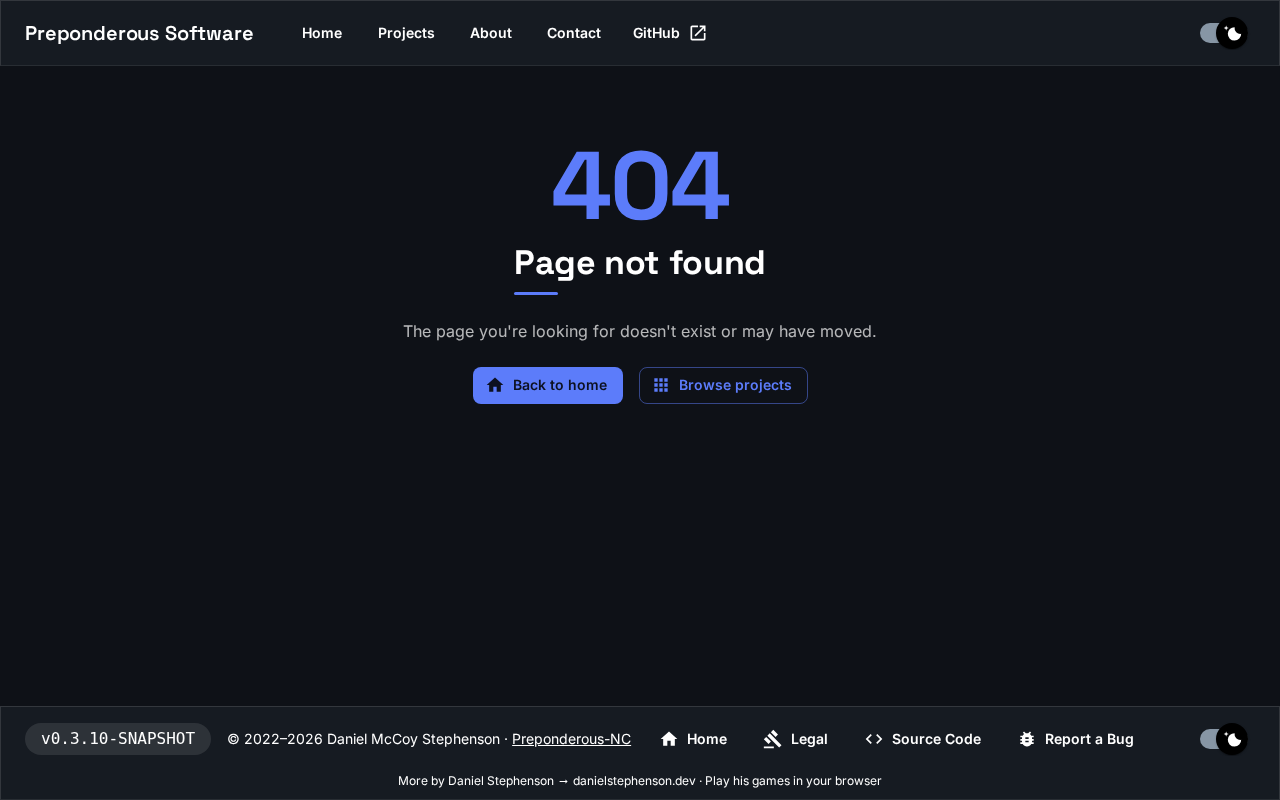 Preponderous Software Home Projects About Contact GitHub
404
Page not found
The page you're looking for doesn't exist or may have moved.
Back to home Browse projects
v0.3.10-SNAPSHOT © 2022–2026 Daniel McCoy Stephenson · Preponderous-NC Home Legal Source Code Report a Bug
More by Daniel Stephenson → danielstephenson.dev · Play his games in your browser